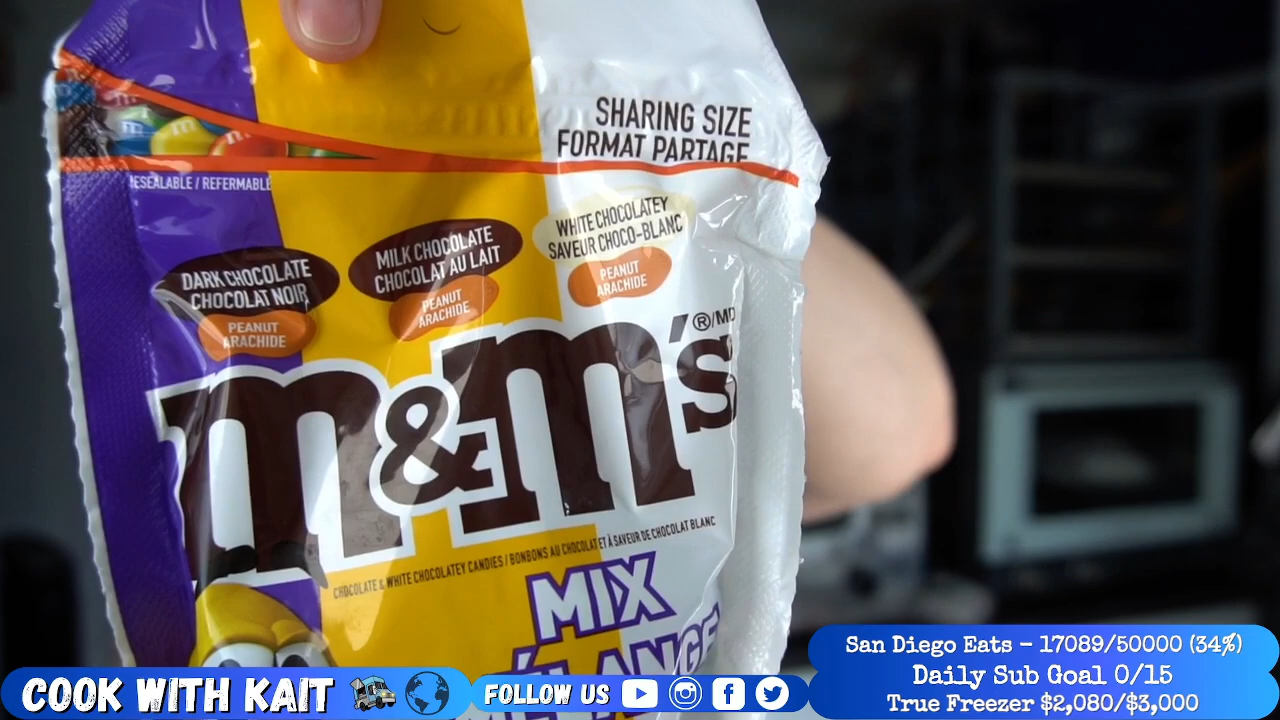 SHARING SIZE
FORMAT PARTAGE
RESEALABLE / REFERMABLE
DARK CHOCOLATE
CHOCOLAT NOIR
PEANUT
ARACHIDE
MILK CHOCOLATE
CHOCOLAT AU LAIT
PEANUT
ARACHIDE
WHITE CHOCOLATEY
SAVEUR CHOCO-BLANC
PEANUT
ARACHIDE
m&m's ®/MD
CHOCOLATE & WHITE CHOCOLATEY CANDIES / BONBONS AU CHOCOLAT ET À SAVEUR DE CHOCOLAT BLANC
MIX
MÉLANGE
COOK WITH KAIT
FOLLOW US
San Diego Eats - 17089/50000 (34%)
Daily Sub Goal 0/15
True Freezer $2,080/$3,000